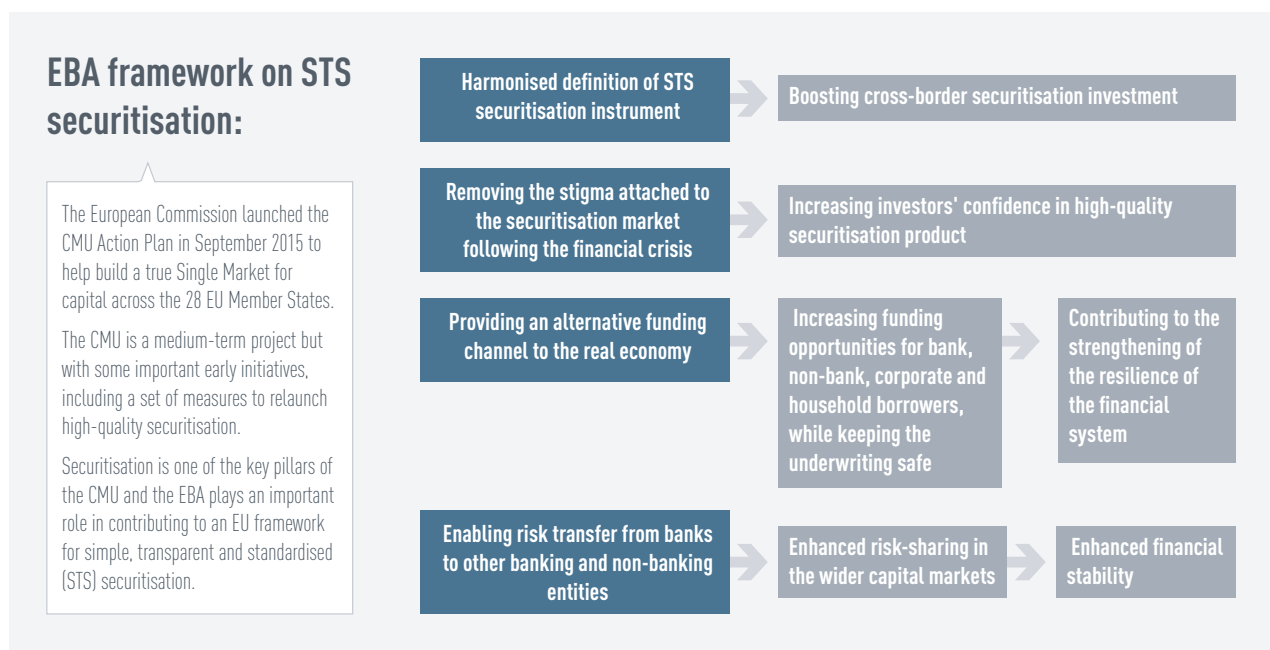 EBA framework on STS
securitisation:
The European Commission launched the
CMU Action Plan in September 2015 to
help build a true Single Market for
capital across the 28 EU Member States.
The CMU is a medium-term project but
with some important early initiatives,
including a set of measures to relaunch
high-quality securitisation.
Securitisation is one of the key pillars of
the CMU and the EBA plays an important
role in contributing to an EU framework
for simple, transparent and standardised
(STS) securitisation.
Harmonised definition of STS
securitisation instrument
Boosting cross-border securitisation investment
Removing the stigma attached to
the securitisation market
following the financial crisis
Increasing investors' confidence in high-quality
securitisation product
Providing an alternative funding
channel to the real economy
Increasing funding
opportunities for bank,
non-bank, corporate and
household borrowers,
while keeping the
underwriting safe
Contributing to the
strengthening of
the resilience of
the financial
system
Enabling risk transfer from banks
to other banking and non-banking
entities
Enhanced risk-sharing in
the wider capital markets
Enhanced financial
stability